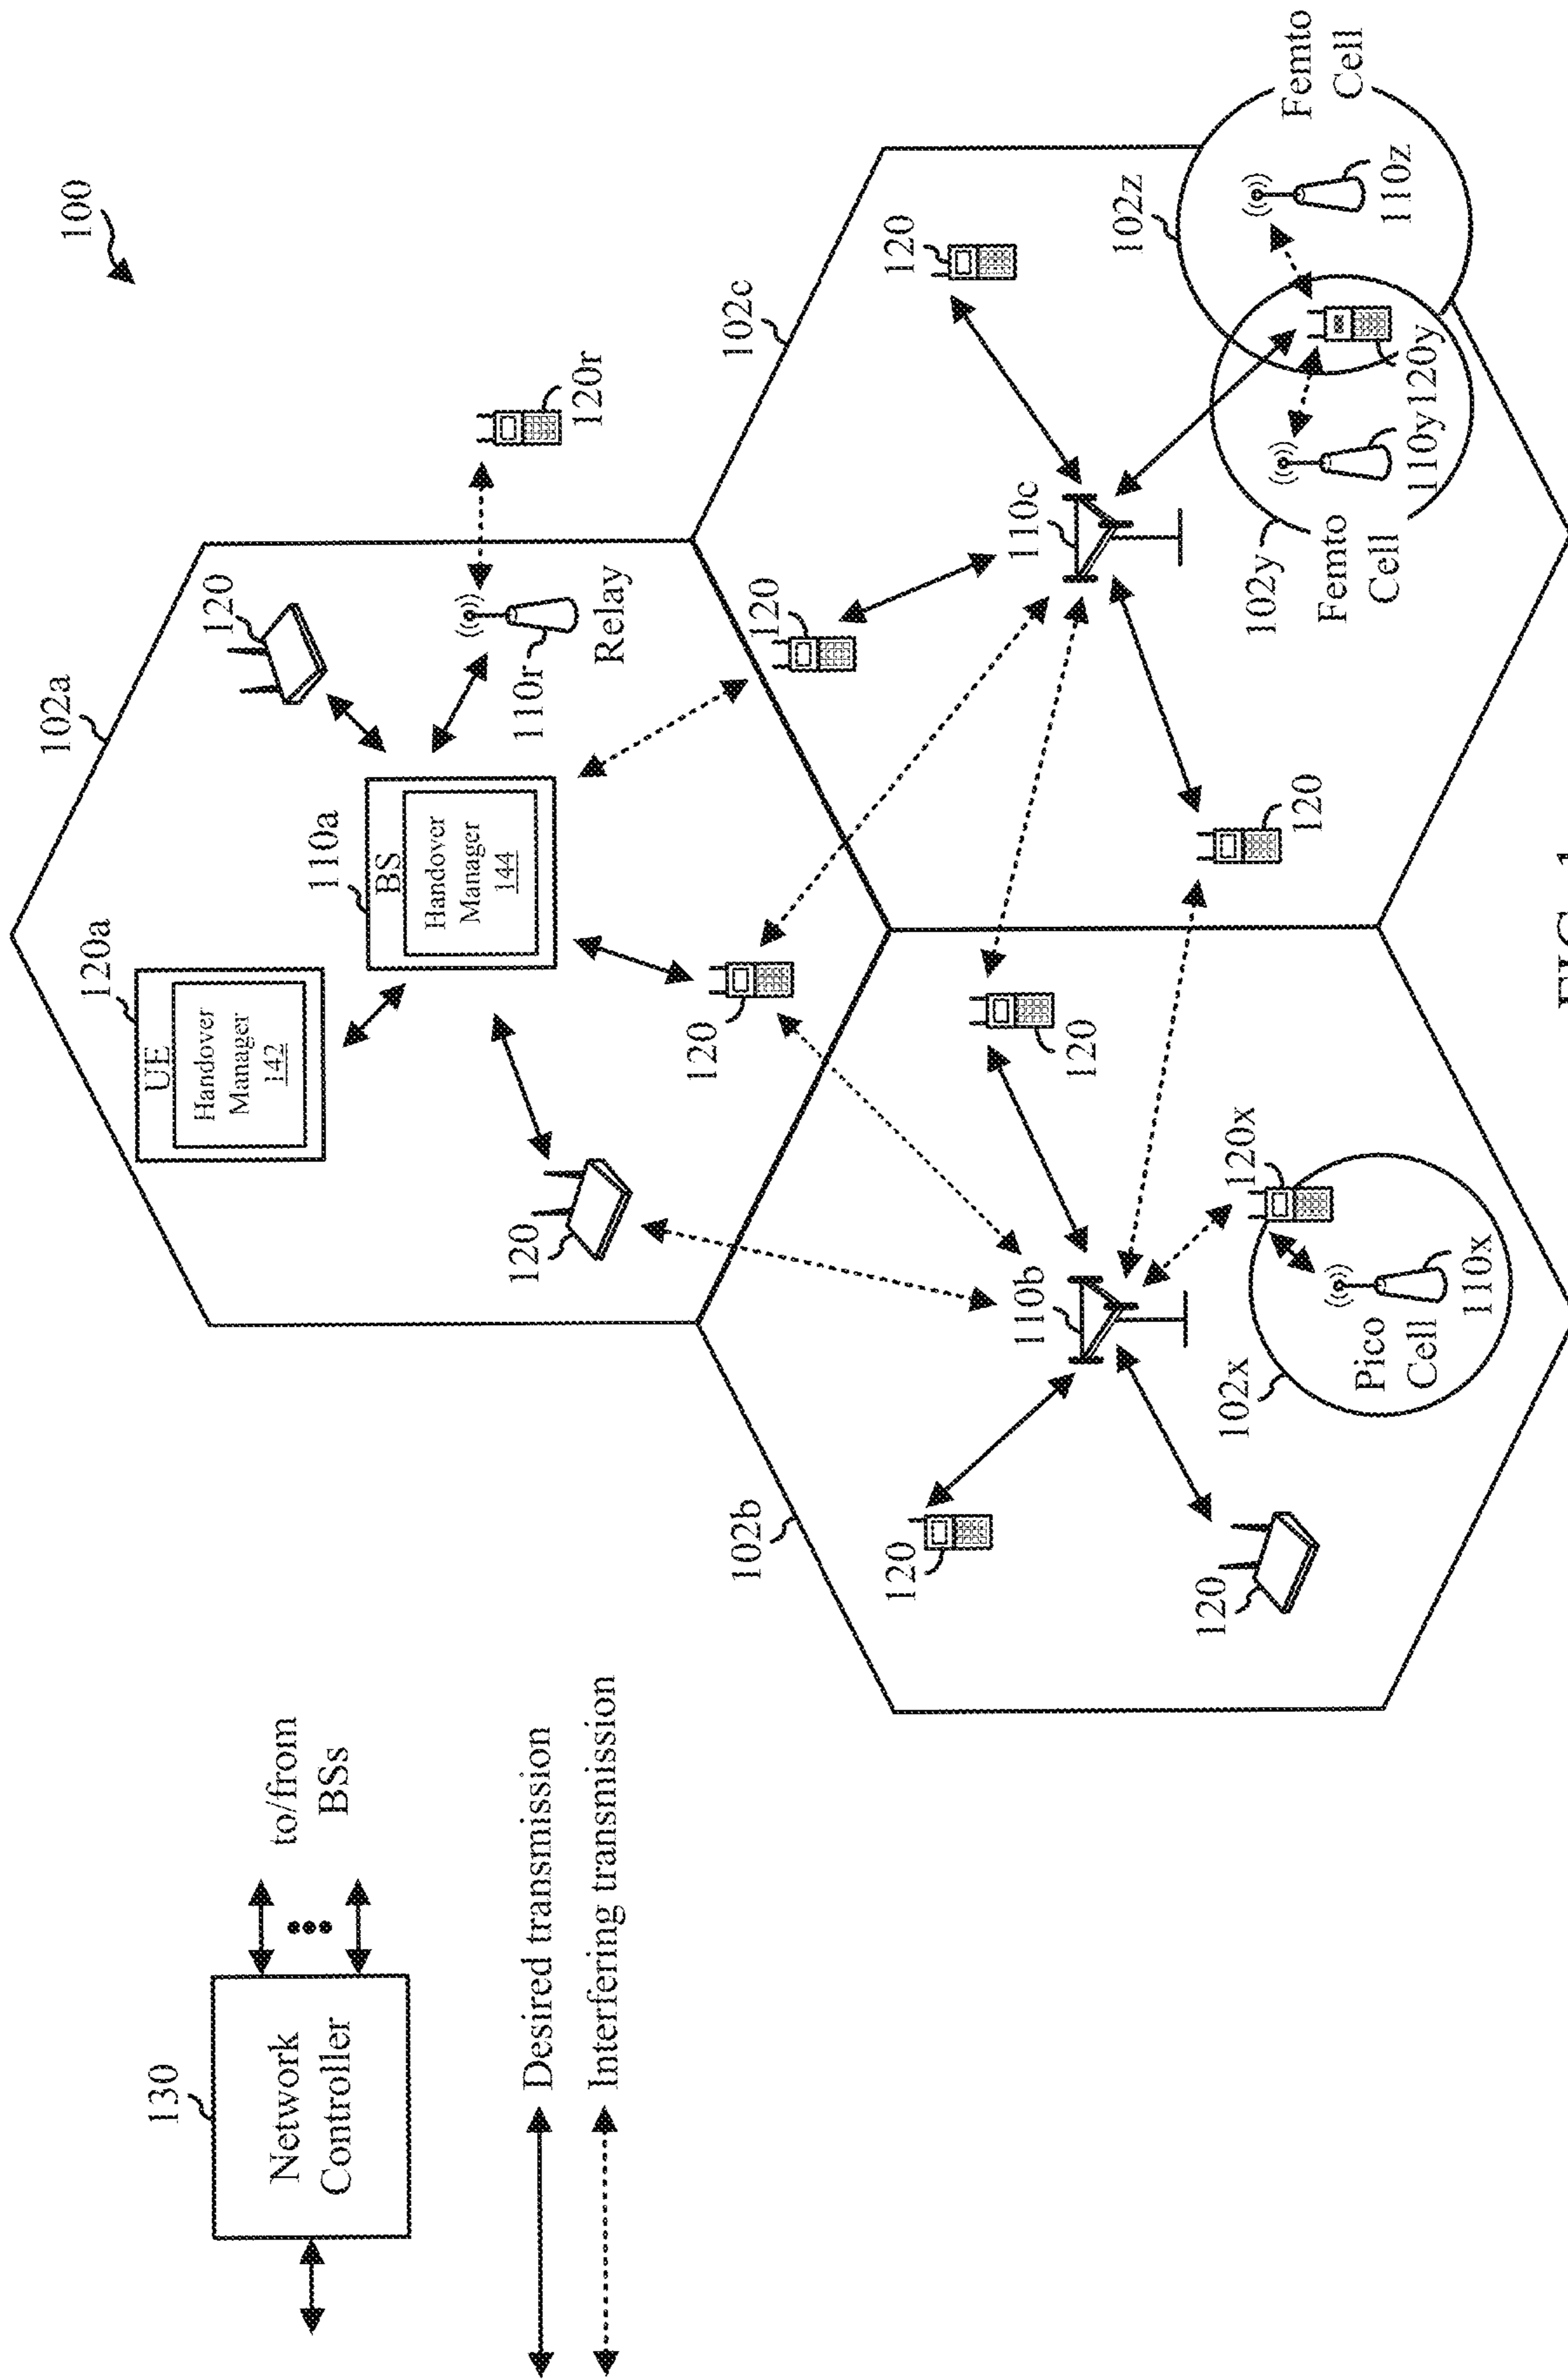 100
130
Network
Controller
to/from
BSs
Desired transmission
Interfering transmission
102a
120a
UE
Handover
Manager
142
110a
BS
Handover
Manager
144
120
110r
Relay
120r
120
120
120
102b
120
120
110b
120
102x
Pico
Cell
110x
120x
102c
120
110c
120
102y
Femto
Cell
110y
120y
102z
110z
Femto
Cell
FIG. 1